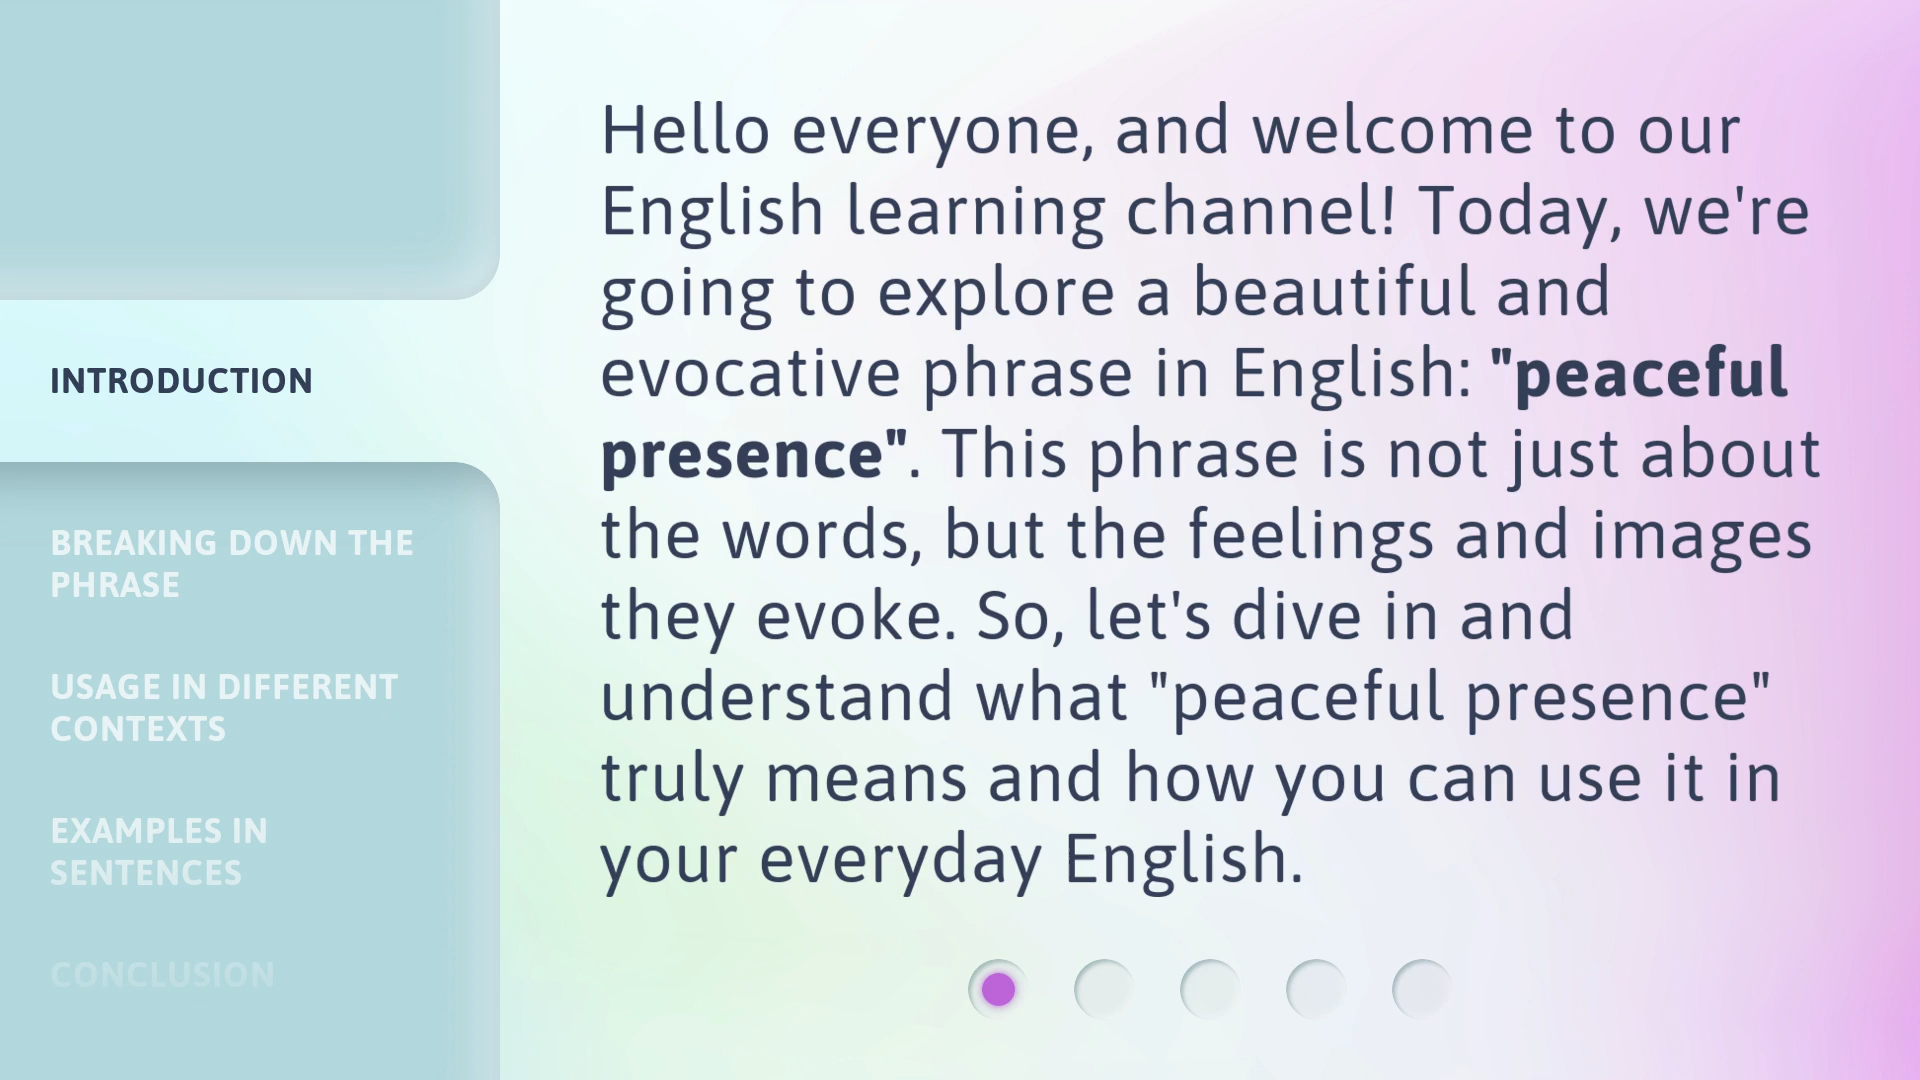 INTRODUCTION
BREAKING DOWN THE
PHRASE
USAGE IN DIFFERENT
CONTEXTS
EXAMPLES IN
SENTENCES
CONCLUSION
Hello everyone, and welcome to our
English learning channel! Today, we're
going to explore a beautiful and
evocative phrase in English: "peaceful
presence". This phrase is not just about
the words, but the feelings and images
they evoke. So, let's dive in and
understand what "peaceful presence"
truly means and how you can use it in
your everyday English.